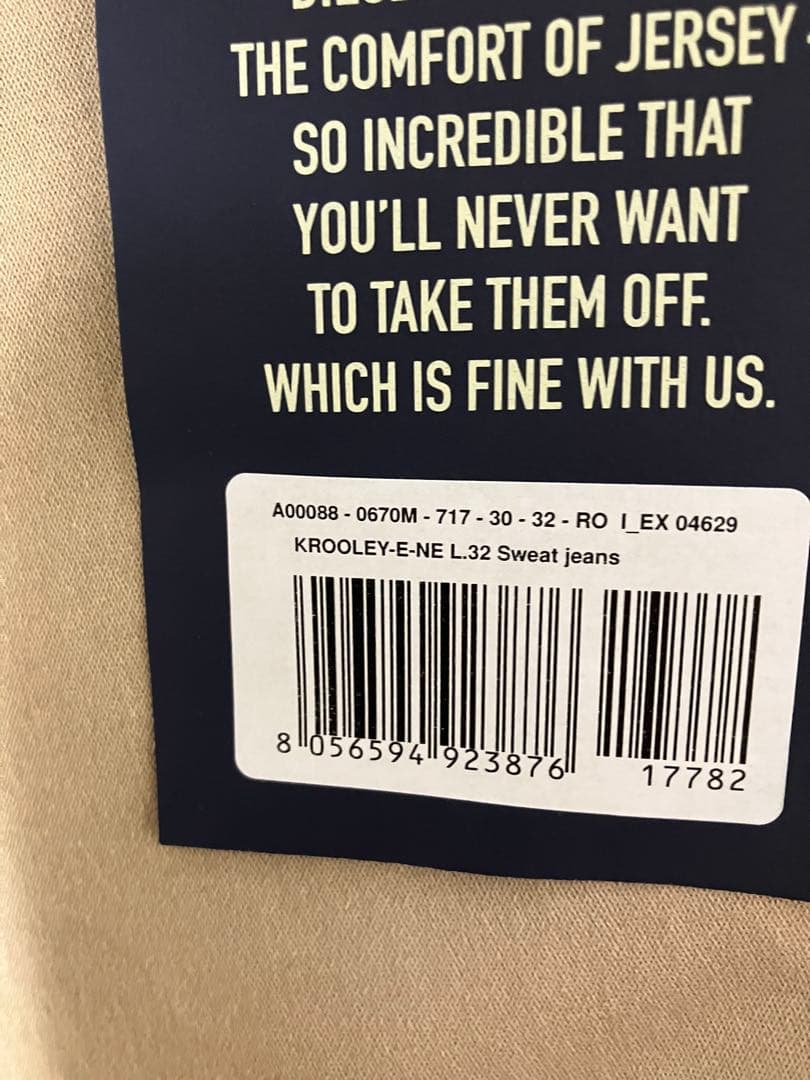 THE COMFORT OF JERSEY
SO INCREDIBLE THAT
YOU'LL NEVER WANT
TO TAKE THEM OFF.
WHICH IS FINE WITH US.
A00088 - 0670M - 717 - 30 - 32 - RO I_EX 04629
KROOLEY-E-NE L.32 Sweat jeans
8 056594 923876 17782